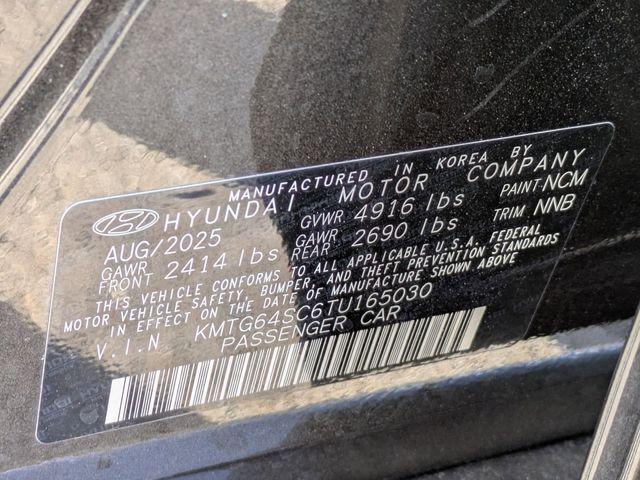 MANUFACTURED IN KOREA BY
HYUNDAI MOTOR COMPANY
AUG/2025 GVWR 4916 lbs PAINT:NCM
GAWR FRONT 2414 lbs GAWR REAR 2690 lbs TRIM NNB
THIS VEHICLE CONFORMS TO ALL APPLICABLE U.S.A. FEDERAL
MOTOR VEHICLE SAFETY, BUMPER, AND THEFT PREVENTION STANDARDS
IN EFFECT ON THE DATE OF MANUFACTURE SHOWN ABOVE
V.I.N KMTG64SC6TU165030
PASSENGER CAR